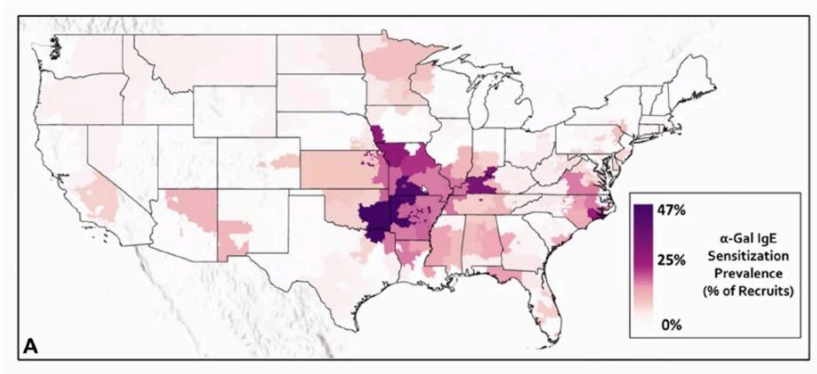 47%
α-Gal IgE
Sensitization
25%
Prevalence
(% of Recruits)
0%
A